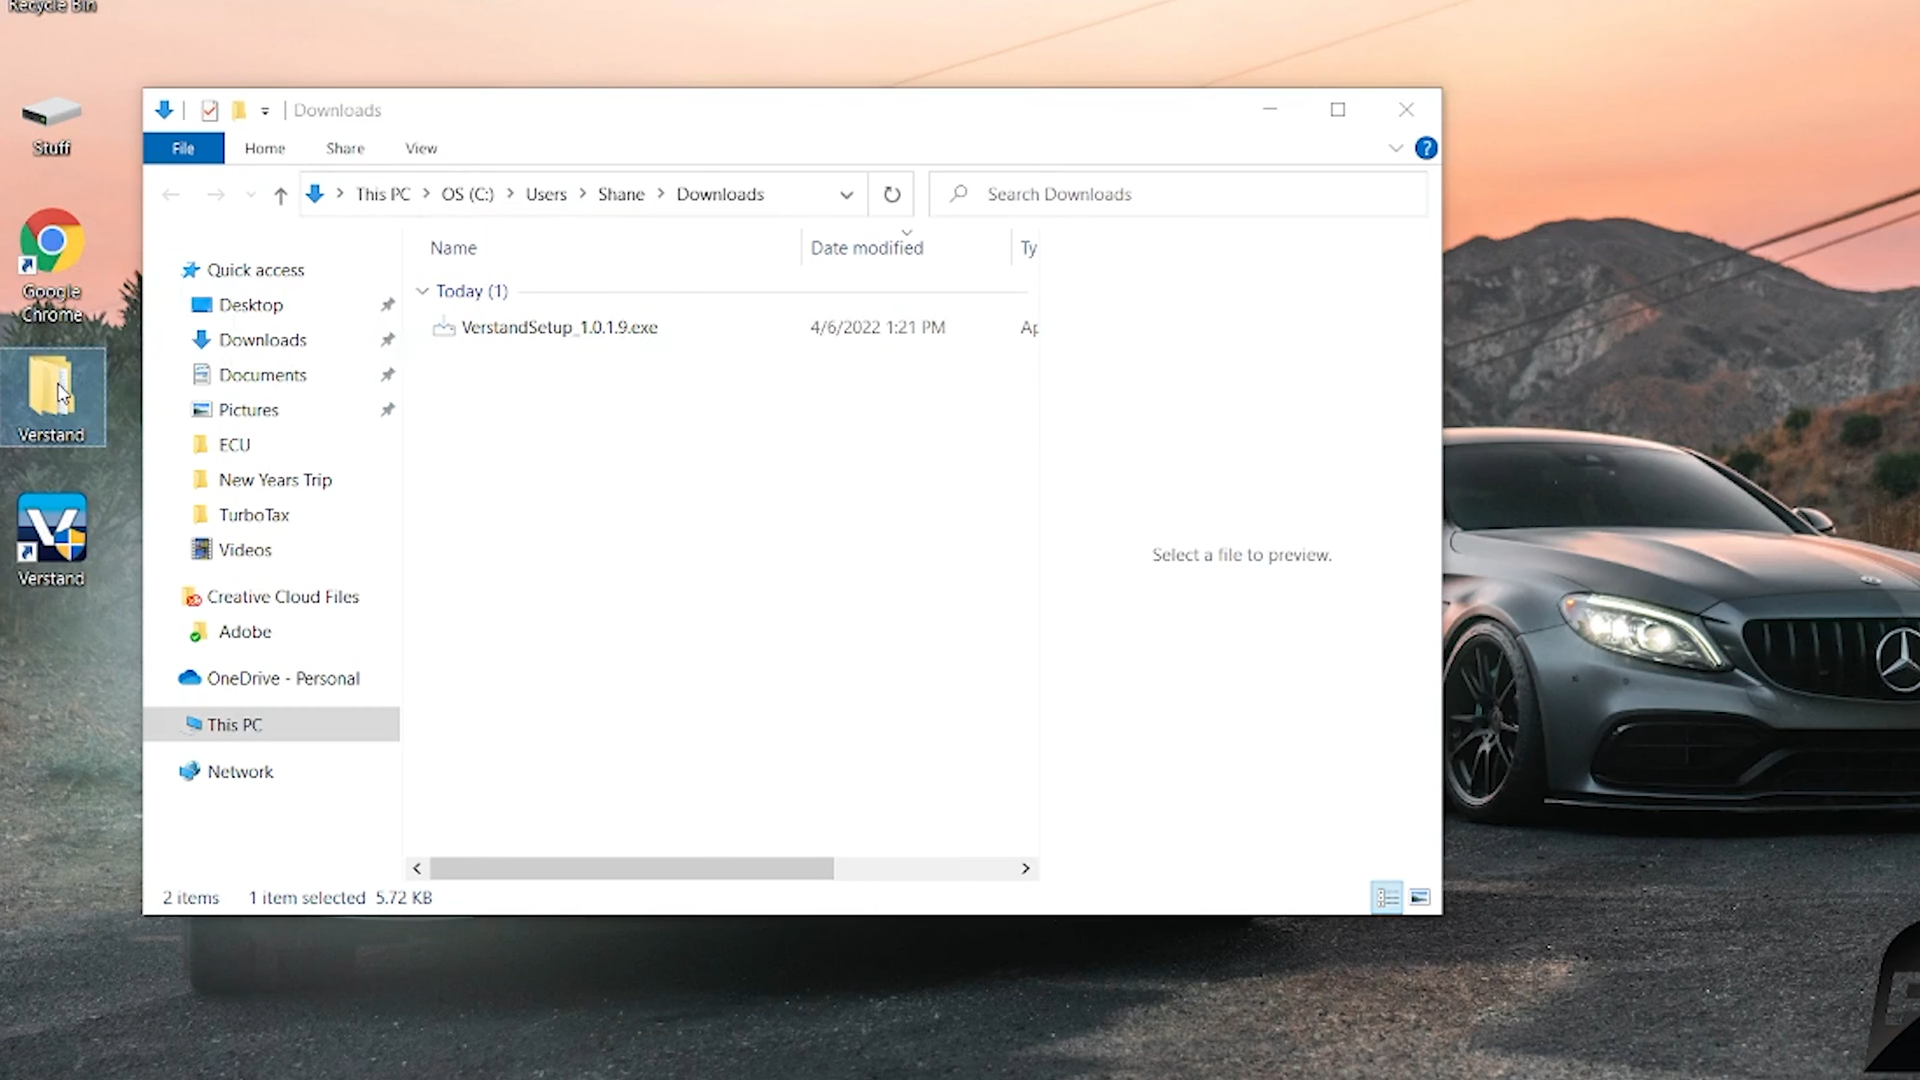 Recycle Bin
Stuff
Google
Chrome
Verstand
Verstand
Downloads
File Home Share View
This PC > OS (C:) > Users > Shane > Downloads
Search Downloads
Name Date modified Ty
Today (1)
VerstandSetup_1.0.1.9.exe 4/6/2022 1:21 PM Ap
Quick access
Desktop
Downloads
Documents
Pictures
ECU
New Years Trip
TurboTax
Videos
Creative Cloud Files
Adobe
OneDrive - Personal
This PC
Network
Select a file to preview.
2 items 1 item selected 5.72 KB